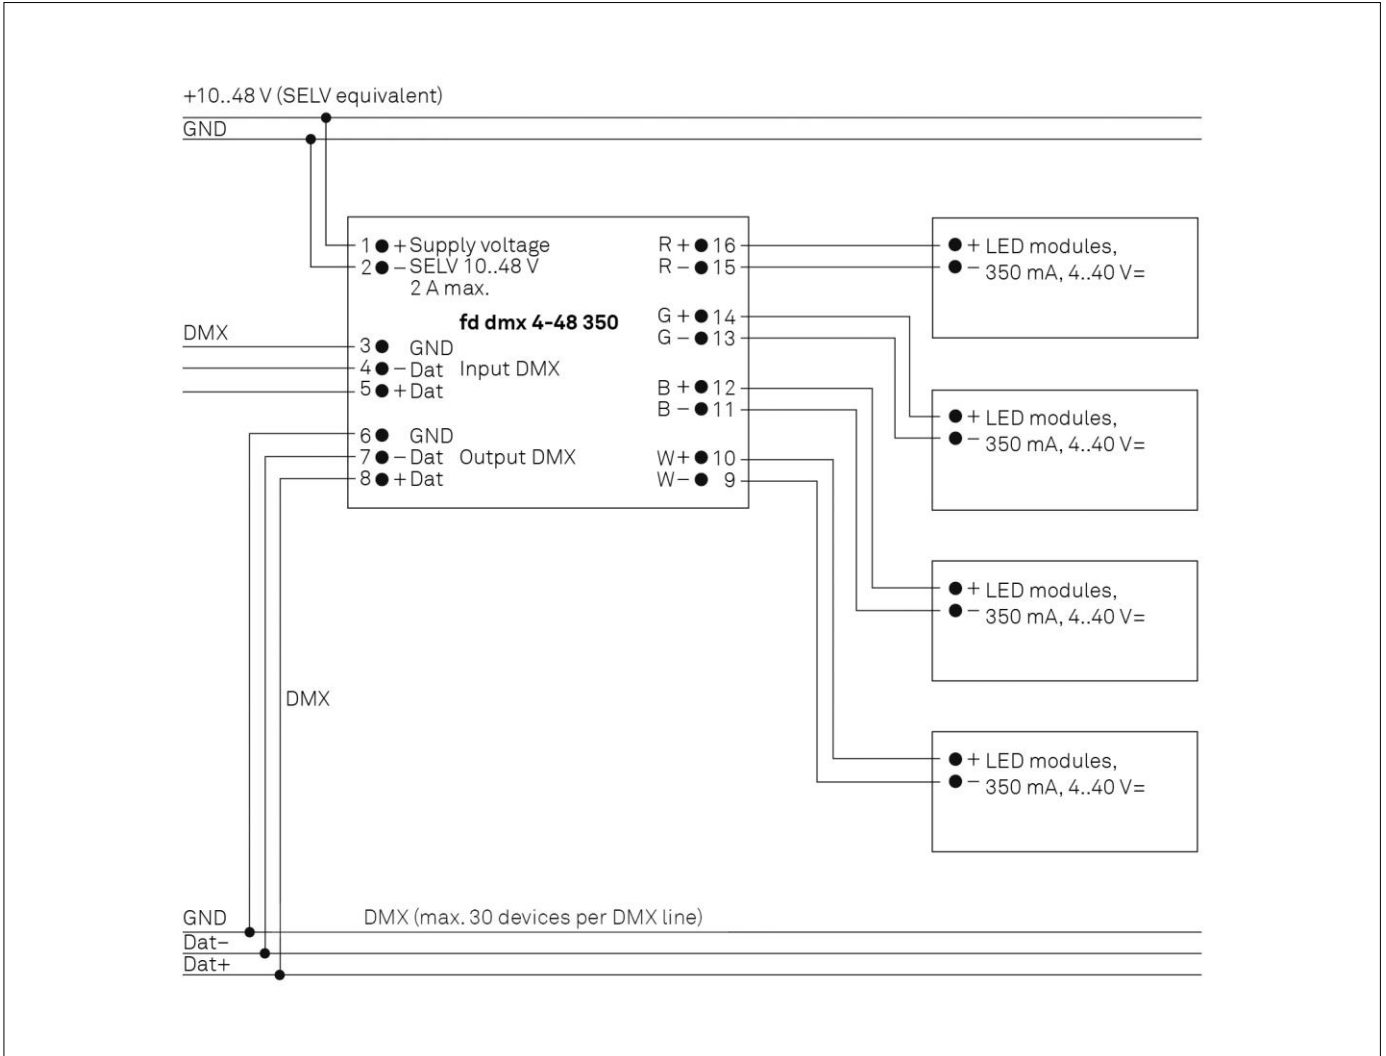 +10..48 V (SELV equivalent)
GND
1 + Supply voltage
2 – SELV 10..48 V
2 A max.
fd dmx 4-48 350
DMX
3 GND
4 – Dat Input DMX
5 + Dat
6 GND
7 – Dat Output DMX
8 + Dat
R + 16
R – 15
G + 14
G – 13
B + 12
B – 11
W+ 10
W– 9
+ LED modules,
– 350 mA, 4..40 V=
+ LED modules,
– 350 mA, 4..40 V=
+ LED modules,
– 350 mA, 4..40 V=
+ LED modules,
– 350 mA, 4..40 V=
DMX
GND
DMX (max. 30 devices per DMX line)
Dat–
Dat+